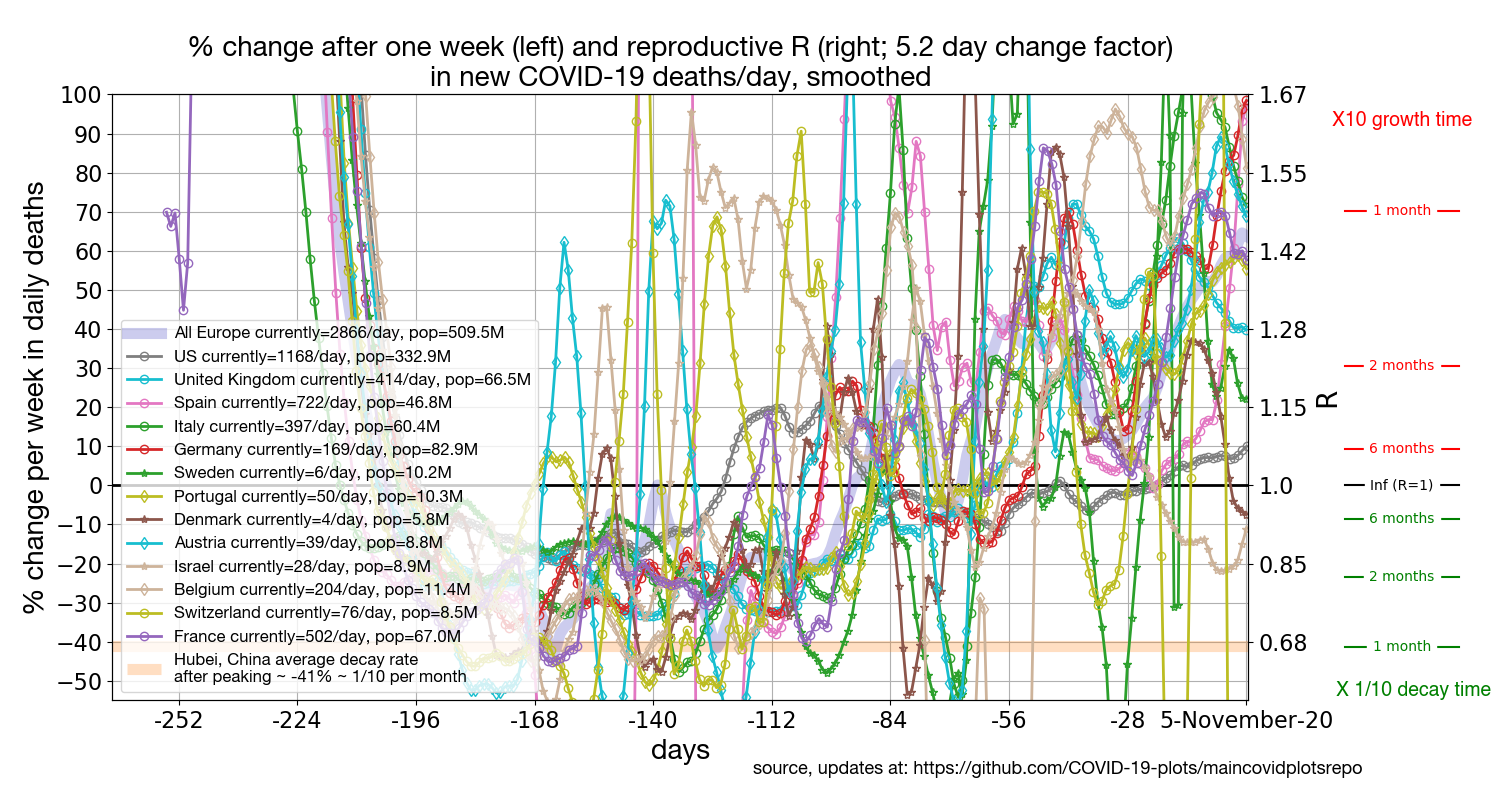 % change after one week (left) and reproductive R (right; 5.2 day change factor)
in new COVID-19 deaths/day, smoothed
% change per week in daily deaths
100
90
80
70
60
50
40
30
20
10
0
−10
−20
−30
−40
−50
All Europe currently=2866/day, pop=509.5M
US currently=1168/day, pop=332.9M
United Kingdom currently=414/day, pop=66.5M
Spain currently=722/day, pop=46.8M
Italy currently=397/day, pop=60.4M
Germany currently=169/day, pop=82.9M
Sweden currently=6/day, pop=10.2M
Portugal currently=50/day, pop=10.3M
Denmark currently=4/day, pop=5.8M
Austria currently=39/day, pop=8.8M
Israel currently=28/day, pop=8.9M
Belgium currently=204/day, pop=11.4M
Switzerland currently=76/day, pop=8.5M
France currently=502/day, pop=67.0M
Hubei, China average decay rate
after peaking ~ -41% ~ 1/10 per month
-252 -224 -196 -168 -140 -112 -84 -56 -28 5-November-20
days
1.67
1.55
1.42
1.28
1.15
1.0
0.85
0.68
R
X10 growth time
1 month
2 months
6 months
Inf (R=1)
6 months
2 months
1 month
X 1/10 decay time
source, updates at: https://github.com/COVID-19-plots/maincovidplotsrepo